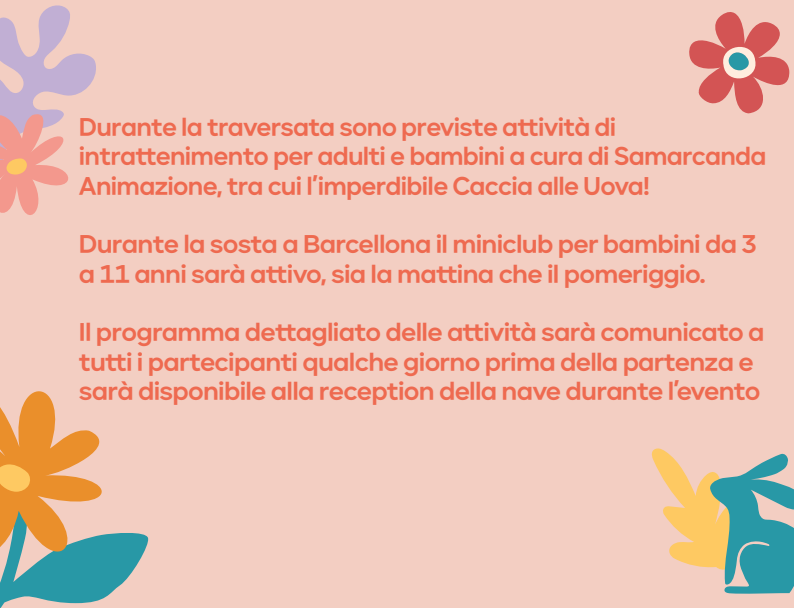 Durante la traversata sono previste attività di
intrattenimento per adulti e bambini a cura di Samarcanda
Animazione, tra cui l'imperdibile Caccia alle Uova!
Durante la sosta a Barcellona il miniclub per bambini da 3
a 11 anni sarà attivo, sia la mattina che il pomeriggio.
Il programma dettagliato delle attività sarà comunicato a
tutti i partecipanti qualche giorno prima della partenza e
sarà disponibile alla reception della nave durante l'evento